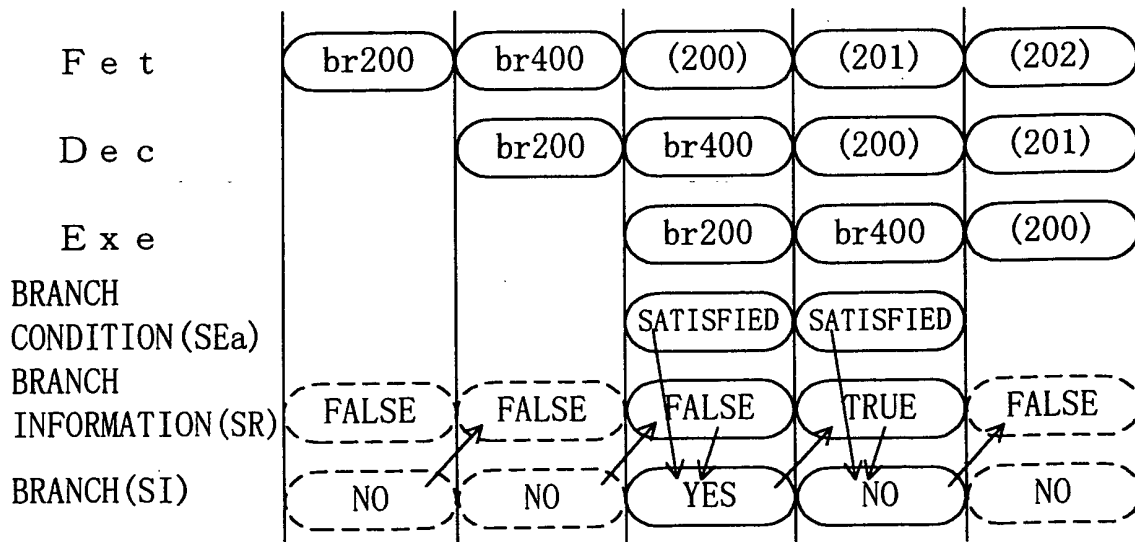 Fet br200 br400 (200) (201) (202)
Dec br200 br400 (200) (201)
Exe br200 br400 (200)
BRANCH
CONDITION(SEa) SATISFIED SATISFIED
BRANCH
INFORMATION(SR) FALSE FALSE FALSE TRUE FALSE
BRANCH(SI) NO NO YES NO NO